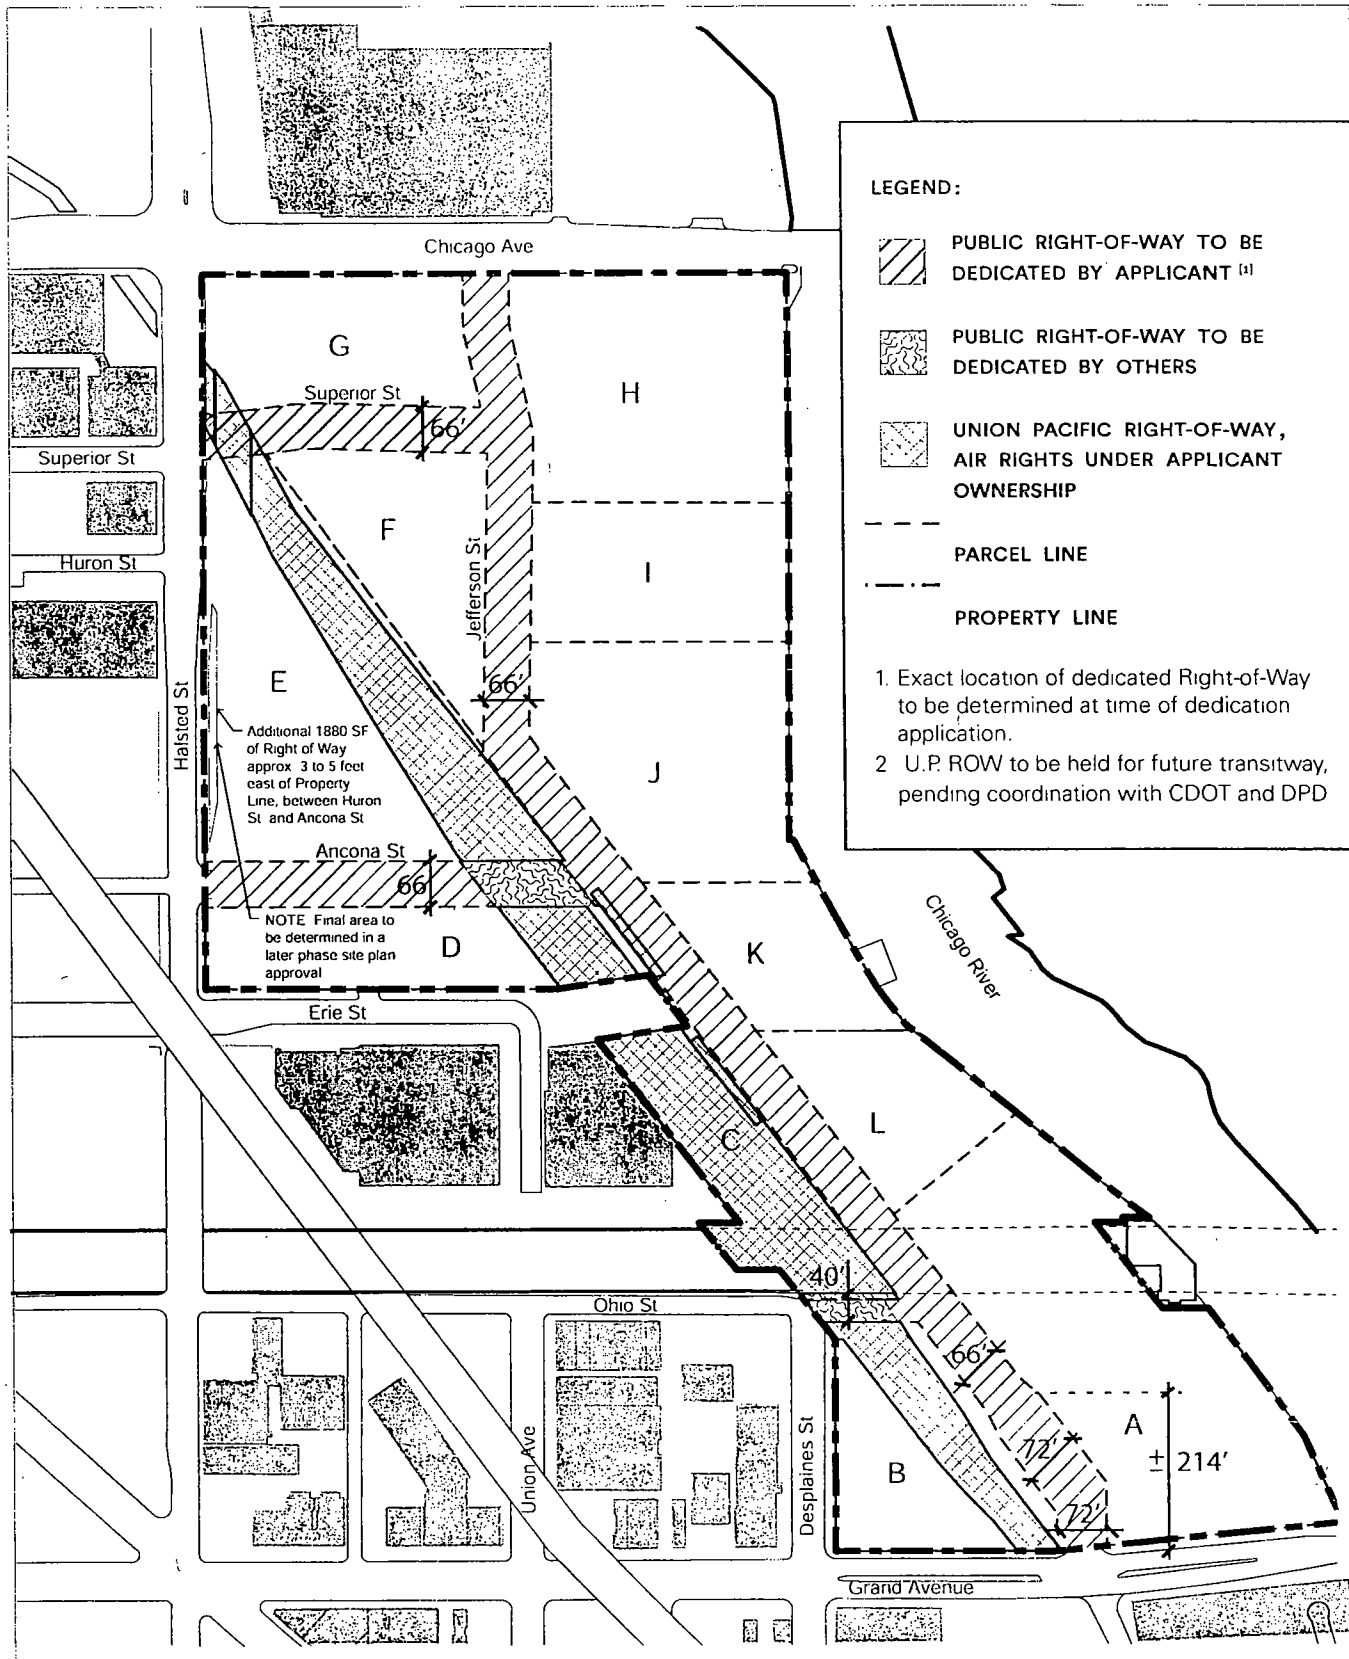 Chicago Ave
LEGEND:
PUBLIC RIGHT-OF-WAY TO BE
DEDICATED BY APPLICANT [1]
PUBLIC RIGHT-OF-WAY TO BE
DEDICATED BY OTHERS
UNION PACIFIC RIGHT-OF-WAY,
AIR RIGHTS UNDER APPLICANT
OWNERSHIP
PARCEL LINE
PROPERTY LINE
1. Exact location of dedicated Right-of-Way
to be determined at time of dedication
application.
2 U.P. ROW to be held for future transitway,
pending coordination with CDOT and DPD
G
H
Superior St
66'
Superior St
F
Huron St
Jefferson St
I
E
66'
Halsted St
Additional 1880 SF
of Right of Way
approx 3 to 5 feet
east of Property
Line, between Huron
St and Ancona St
J
Ancona St
66
NOTE Final area to
be determined in a
later phase site plan
approval
D
K
Chicago River
Erie St
C
L
40'
Ohio St
66'
A
Union Ave
Desplaines St
B
72'
± 214'
72'
Grand Avenue